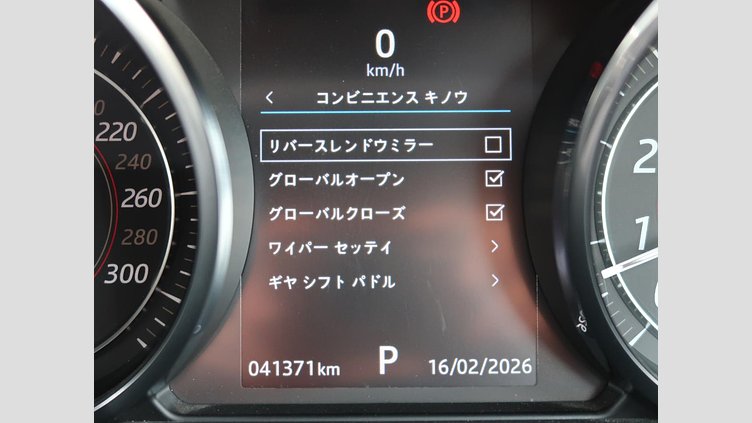 P
0
km/h
< コンビニエンス キノウ
リバースレンドウミラー
グローバルオープン
グローバルクローズ
ワイパー セッテイ >
ギヤ シフト パドル >
041371km P 16/02/2026
220
240
260
280
300
2
1